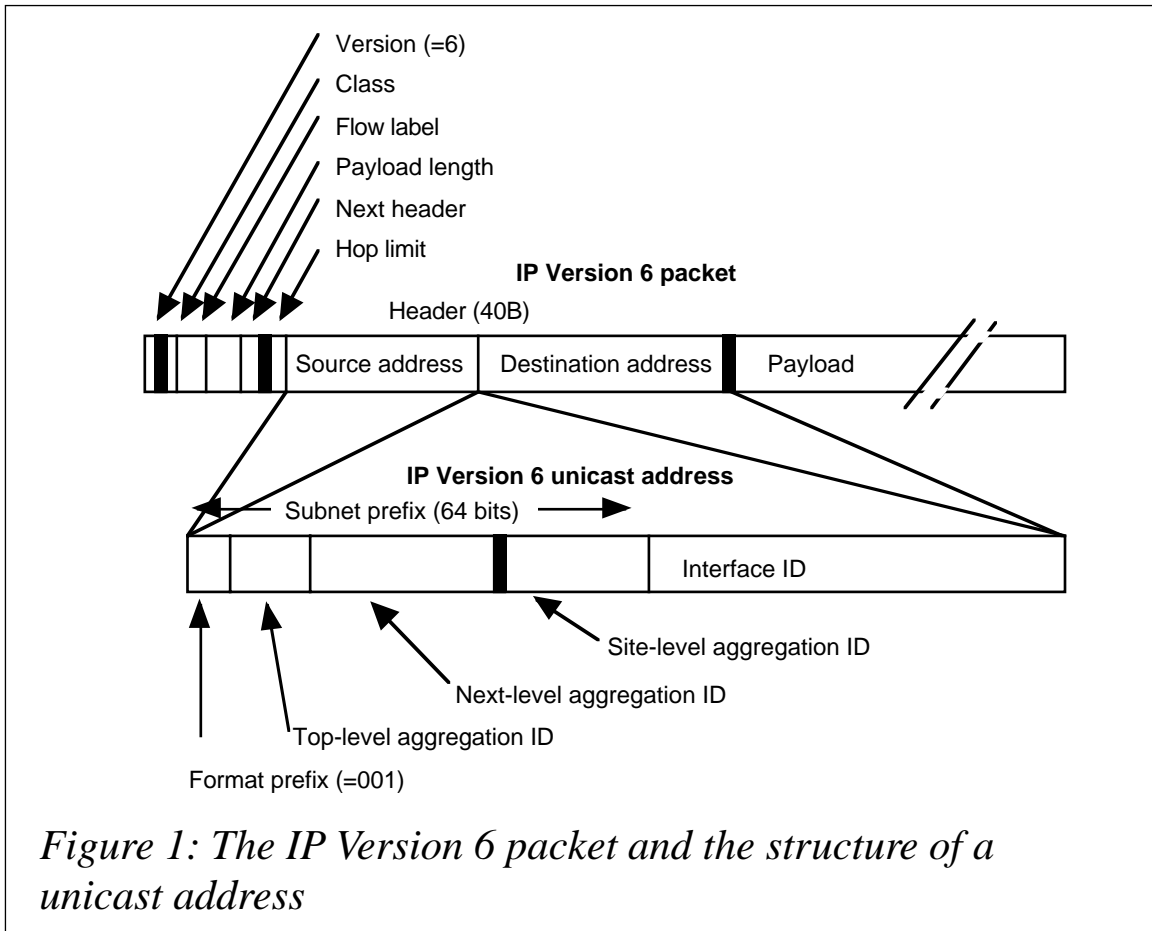 Version (=6)
Class
Flow label
Payload length
Next header
Hop limit
IP Version 6 packet
Header (40B)
Source address
Destination address
Payload
IP Version 6 unicast address
Subnet prefix (64 bits)
Interface ID
Site-level aggregation ID
Next-level aggregation ID
Top-level aggregation ID
Format prefix (=001)
Figure 1: The IP Version 6 packet and the structure of a
unicast address